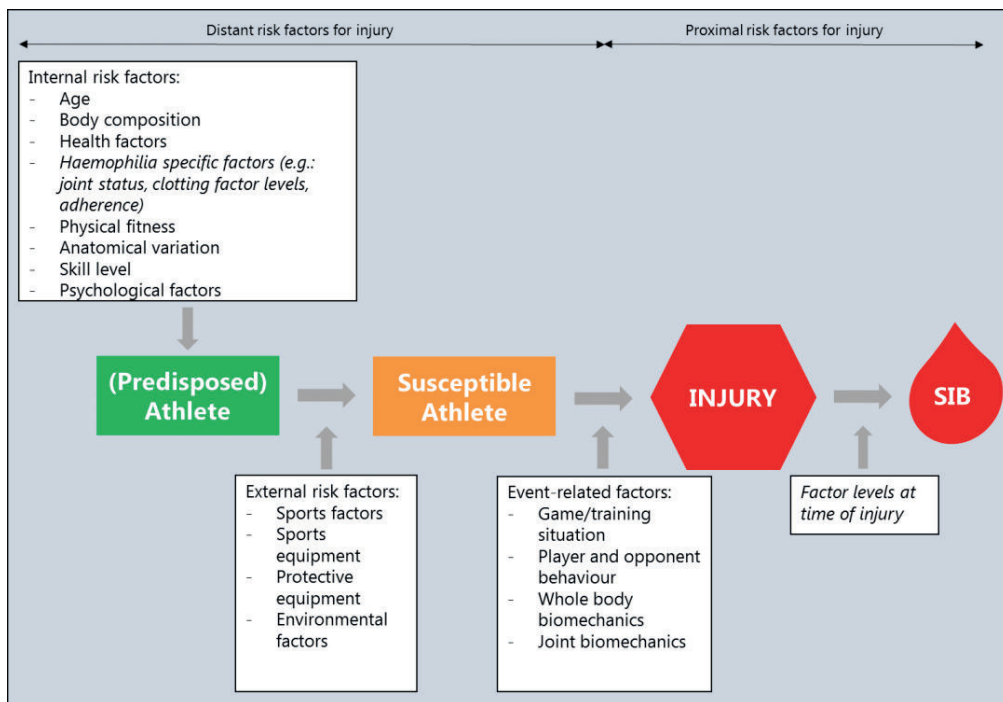 Distant risk factors for injury
Proximal risk factors for injury
Internal risk factors:
- Age
- Body composition
- Health factors
- Haemophilia specific factors (e.g.:
joint status, clotting factor levels,
adherence)
- Physical fitness
- Anatomical variation
- Skill level
- Psychological factors
(Predisposed)
Athlete
Susceptible
Athlete
INJURY
SIB
External risk factors:
- Sports factors
- Sports
equipment
- Protective
equipment
- Environmental
factors
Event-related factors:
- Game/training
situation
- Player and opponent
behaviour
- Whole body
biomechanics
- Joint biomechanics
Factor levels at
time of injury